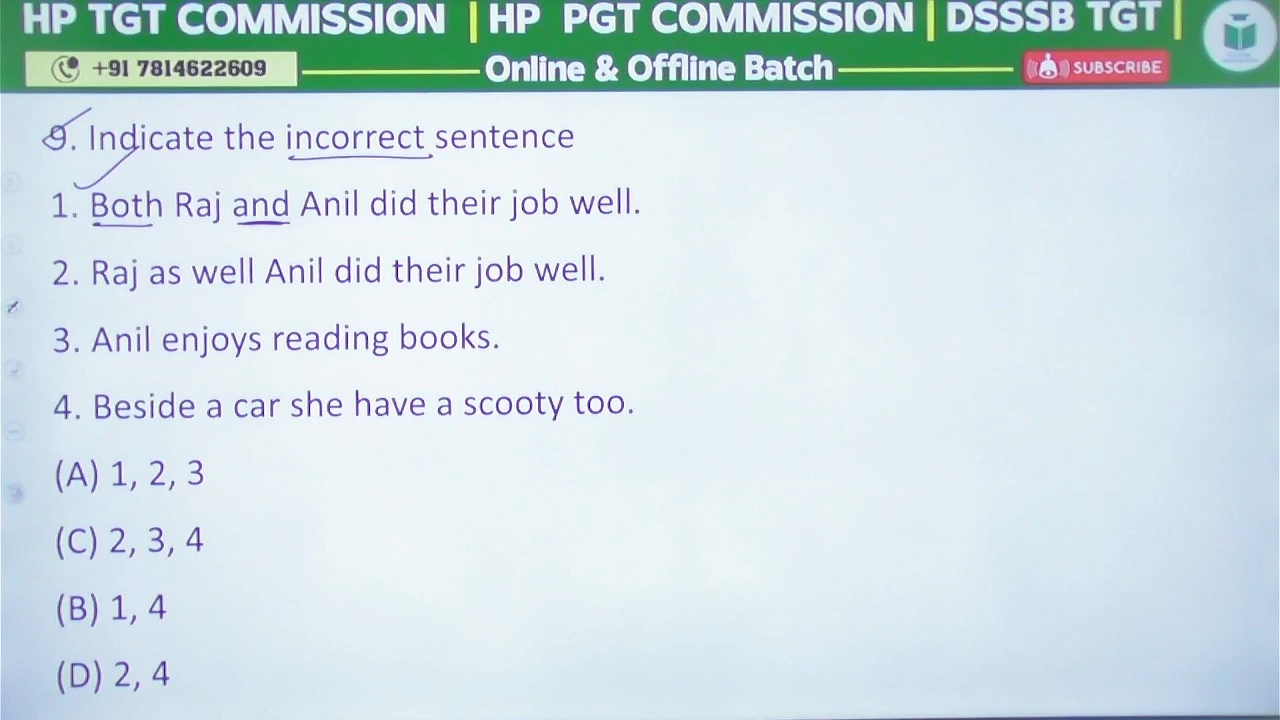 HP TGT COMMISSION | HP PGT COMMISSION | DSSSB TGT |
+91 7814622609 Online & Offline Batch SUBSCRIBE
9. Indicate the incorrect sentence
1. Both Raj and Anil did their job well.
2. Raj as well Anil did their job well.
3. Anil enjoys reading books.
4. Beside a car she have a scooty too.
(A) 1, 2, 3
(C) 2, 3, 4
(B) 1, 4
(D) 2, 4